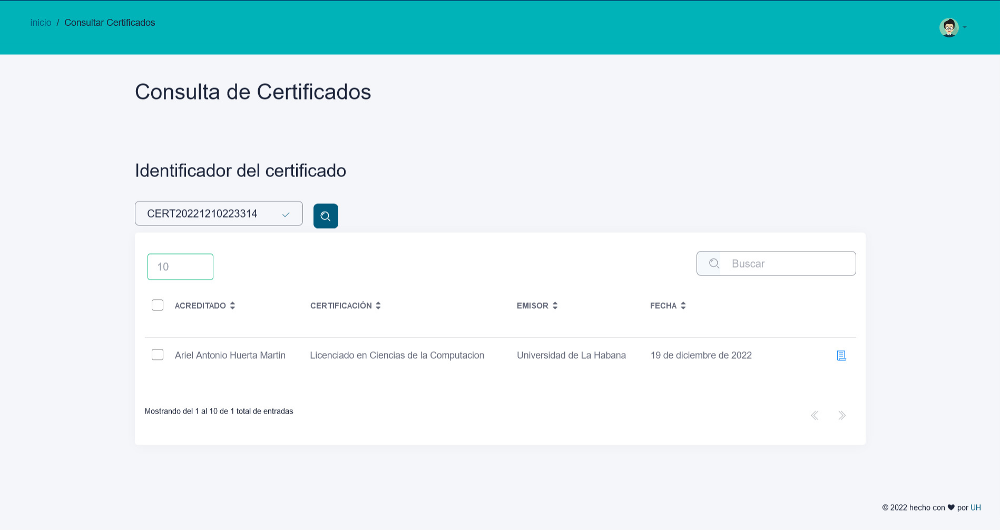 inicio / Consultar Certificados
Consulta de Certificados
Identificador del certificado
CERT20221210223314
10
Buscar
ACREDITADO CERTIFICACIÓN EMISOR FECHA
Ariel Antonio Huerta Martin Licenciado en Ciencias de la Computacion Universidad de La Habana 19 de diciembre de 2022
Mostrando del 1 al 10 de 1 total de entradas
© 2022 hecho con ♥ por UH